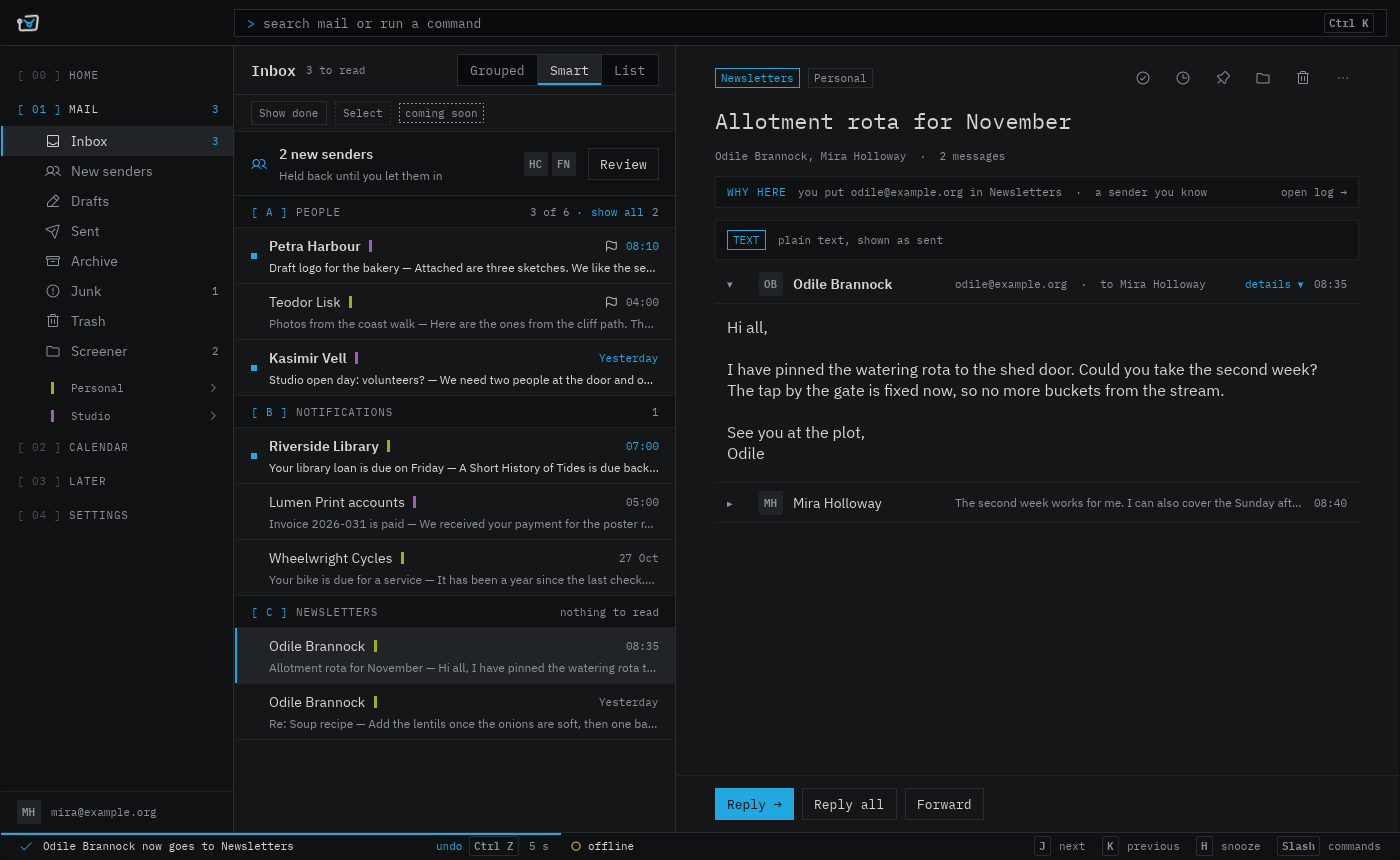 > search mail or run a command Ctrl K
[ 00 ] HOME
[ 01 ] MAIL 3
Inbox 3
New senders
Drafts
Sent
Archive
Junk 1
Trash
Screener 2
Personal
Studio
[ 02 ] CALENDAR
[ 03 ] LATER
[ 04 ] SETTINGS
MH mira@example.org
Inbox 3 to read Grouped Smart List
Show done Select coming soon
2 new senders
Held back until you let them in
HC FN Review
[ A ] PEOPLE 3 of 6 · show all 2
Petra Harbour 08:10
Draft logo for the bakery — Attached are three sketches. We like the se…
Teodor Lisk 04:00
Photos from the coast walk — Here are the ones from the cliff path. Th…
Kasimir Vell Yesterday
Studio open day: volunteers? — We need two people at the door and o…
[ B ] NOTIFICATIONS 1
Riverside Library 07:00
Your library loan is due on Friday — A Short History of Tides is due back…
Lumen Print accounts 05:00
Invoice 2026-031 is paid — We received your payment for the poster r…
Wheelwright Cycles 27 Oct
Your bike is due for a service — It has been a year since the last check.…
[ C ] NEWSLETTERS nothing to read
Odile Brannock 08:35
Allotment rota for November — Hi all, I have pinned the watering rota t…
Odile Brannock Yesterday
Re: Soup recipe — Add the lentils once the onions are soft, then one ba…
Newsletters Personal
Allotment rota for November
Odile Brannock, Mira Holloway · 2 messages
WHY HERE you put odile@example.org in Newsletters · a sender you know open log →
TEXT plain text, shown as sent
▾ OB Odile Brannock odile@example.org · to Mira Holloway details ▾ 08:35
Hi all,
I have pinned the watering rota to the shed door. Could you take the second week?
The tap by the gate is fixed now, so no more buckets from the stream.
See you at the plot,
Odile
▸ MH Mira Holloway The second week works for me. I can also cover the Sunday aft… 08:40
Reply → Reply all Forward
Odile Brannock now goes to Newsletters undo Ctrl Z 5 s offline J next K previous H snooze Slash commands